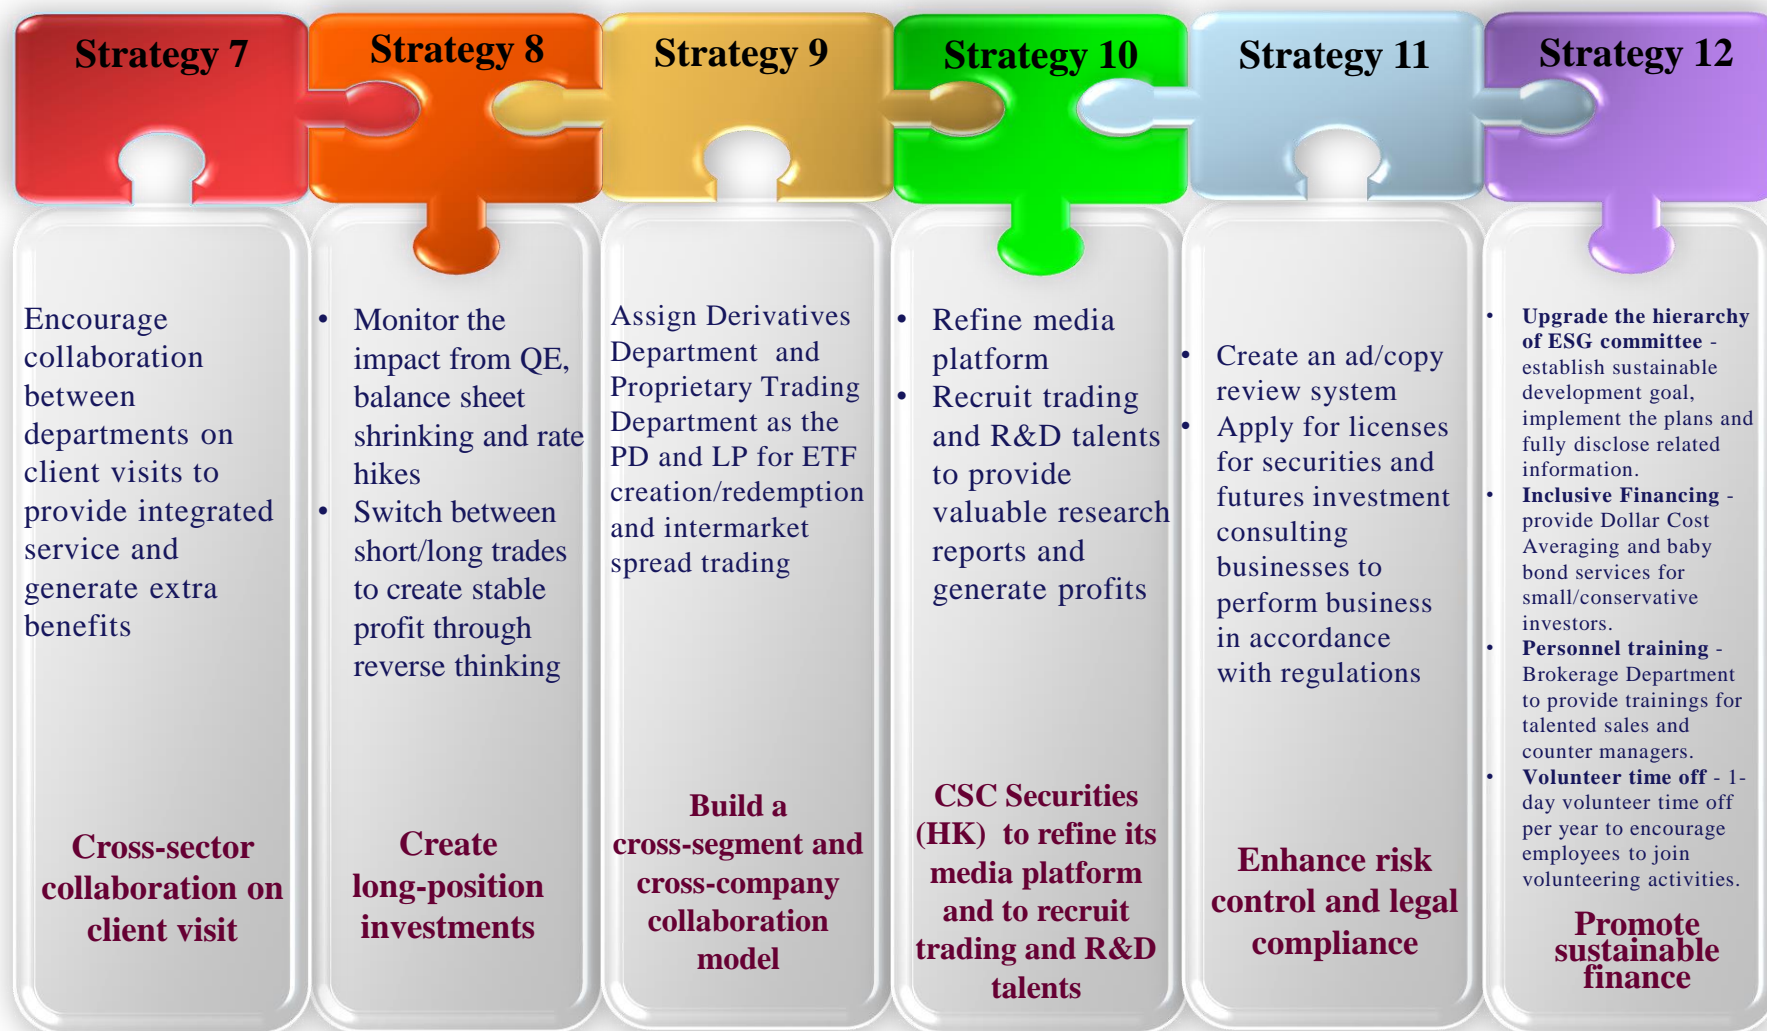 Strategy 7
Encourage
collaboration
between
departments on
client visits to
provide integrated
service and
generate extra
benefits
Cross-sector
collaboration on
client visit
Strategy 8
• Monitor the
impact from QE,
balance sheet
shrinking and rate
hikes
• Switch between
short/long trades
to create stable
profit through
reverse thinking
Create
long-position
investments
Strategy 9
Assign Derivatives
Department and
Proprietary Trading
Department as the
PD and LP for ETF
creation/redemption
and intermarket
spread trading
Build a
cross-segment and
cross-company
collaboration
model
Strategy 10
• Refine media
platform
• Recruit trading
and R&D talents
to provide
valuable research
reports and
generate profits
CSC Securities
(HK) to refine its
media platform
and to recruit
trading and R&D
talents
Strategy 11
• Create an ad/copy
review system
• Apply for licenses
for securities and
futures investment
consulting
businesses to
perform business
in accordance
with regulations
Enhance risk
control and legal
compliance
Strategy 12
• Upgrade the hierarchy
of ESG committee -
establish sustainable
development goal,
implement the plans and
fully disclose related
information.
• Inclusive Financing -
provide Dollar Cost
Averaging and baby
bond services for
small/conservative
investors.
• Personnel training -
Brokerage Department
to provide trainings for
talented sales and
counter managers.
• Volunteer time off - 1-
day volunteer time off
per year to encourage
employees to join
volunteering activities.
Promote
sustainable
finance